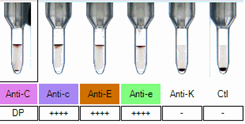 Anti-C Anti-c Anti-E Anti-e Anti-K Ctl
DP ++++ ++++ ++++ - -